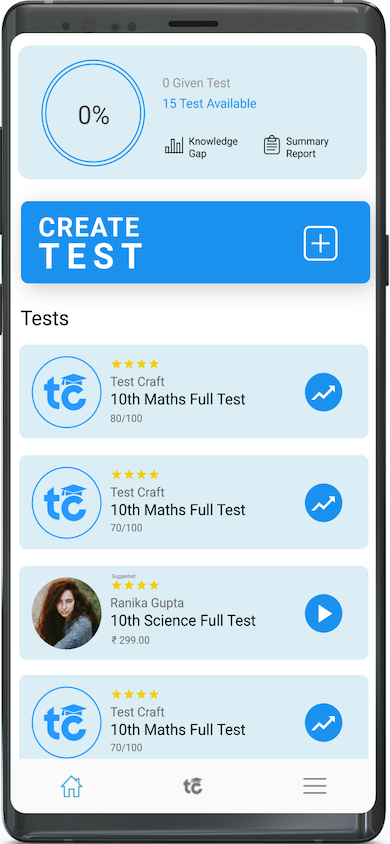 0%
0 Given Test
15 Test Available
Knowledge
Gap
Summary
Report
CREATE
TEST
Tests
tc
Test Craft
10th Maths Full Test
80/100
tc
Test Craft
10th Maths Full Test
70/100
Suggested
Ranika Gupta
10th Science Full Test
₹ 299.00
tc
Test Craft
10th Maths Full Test
70/100
tc